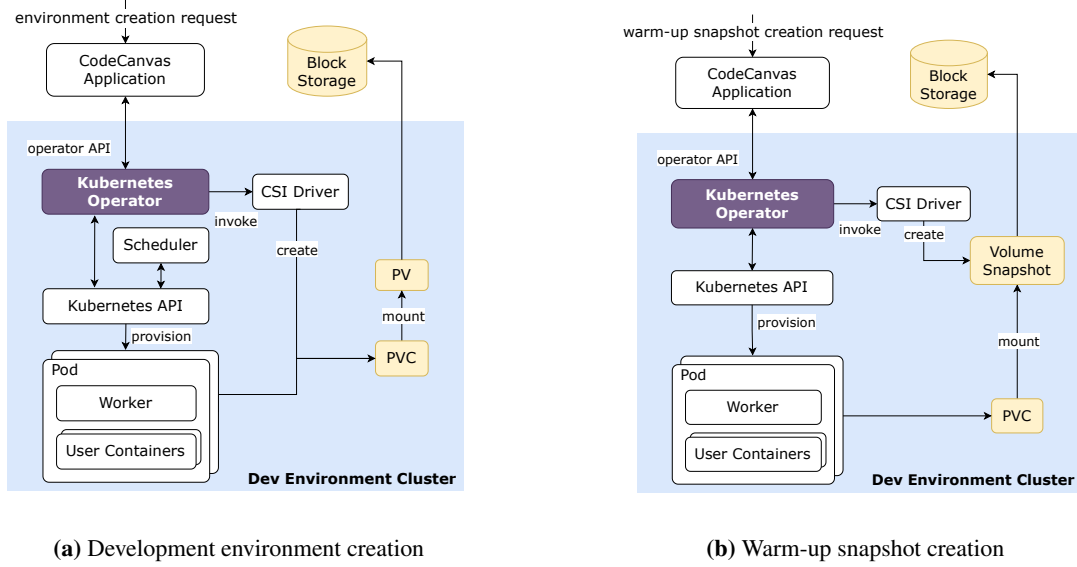 environment creation request
CodeCanvas
Application
Block
Storage
operator API
Kubernetes
Operator
CSI Driver
invoke
create
Scheduler
PV
Kubernetes API
mount
provision
PVC
Pod
Worker
User Containers
Dev Environment Cluster
(a) Development environment creation
warm-up snapshot creation request
CodeCanvas
Application
Block
Storage
operator API
Kubernetes
Operator
CSI Driver
invoke
create
Volume
Snapshot
Kubernetes API
provision
mount
Pod
Worker
PVC
User Containers
Dev Environment Cluster
(b) Warm-up snapshot creation